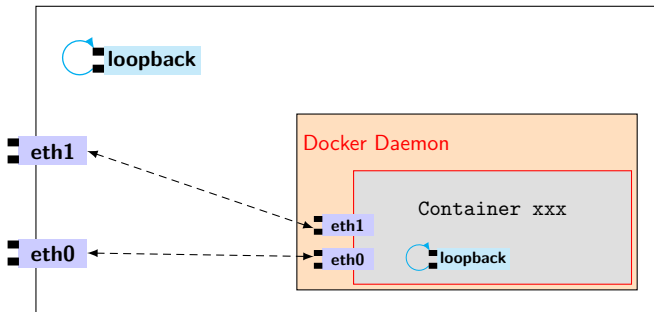 loopback
eth1
Docker Daemon
Container xxx
eth1
eth0
eth0
loopback